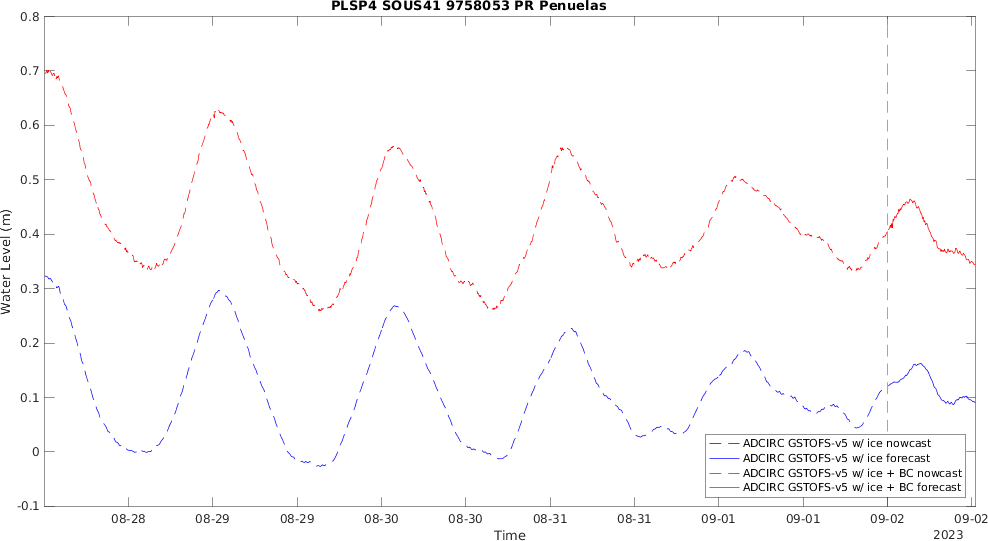 PLSP4 SOUS41 9758053 PR Penuelas
0.8
0.7
0.6
0.5
0.4
0.3
0.2
0.1
0
-0.1
Water Level (m)
ADCIRC GSTOFS-v5 w/ ice nowcast
ADCIRC GSTOFS-v5 w/ ice forecast
ADCIRC GSTOFS-v5 w/ ice + BC nowcast
ADCIRC GSTOFS-v5 w/ ice + BC forecast
08-28 08-29 08-29 08-30 08-30 08-31 08-31 09-01 09-01 09-02 09-02
Time
2023